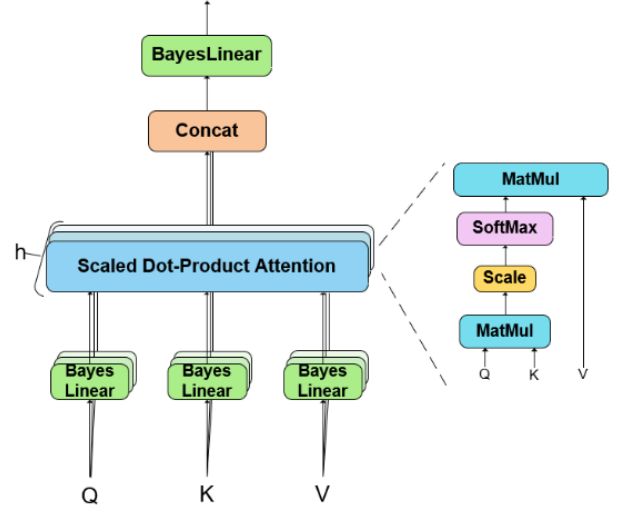 BayesLinear
Concat
h
Scaled Dot-Product Attention
Bayes
Linear
Bayes
Linear
Bayes
Linear
Q
K
V
MatMul
SoftMax
Scale
MatMul
Q
K
V